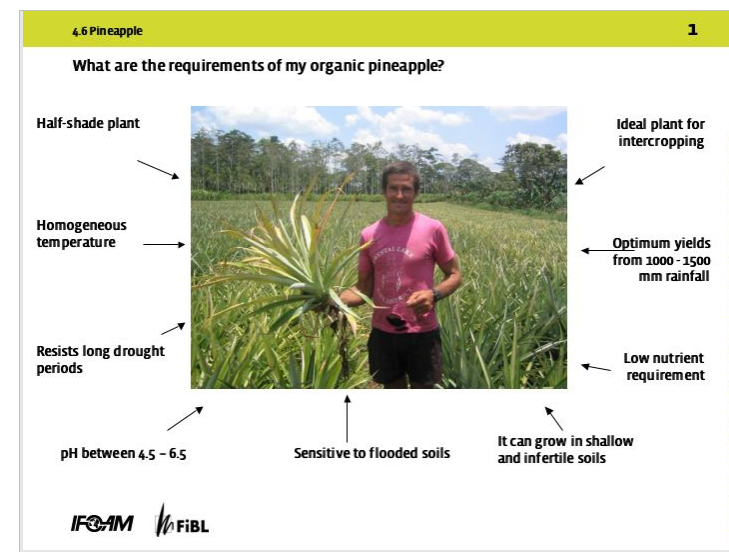 4.6 Pineapple
1
What are the requirements of my organic pineapple?
Half-shade plant
Ideal plant for
intercropping
Homogeneous
temperature
Optimum yields
from 1000 - 1500
mm rainfall
Resists long drought
periods
Low nutrient
requirement
pH between 4.5 – 6.5
Sensitive to flooded soils
It can grow in shallow
and infertile soils
IFOAM
FiBL